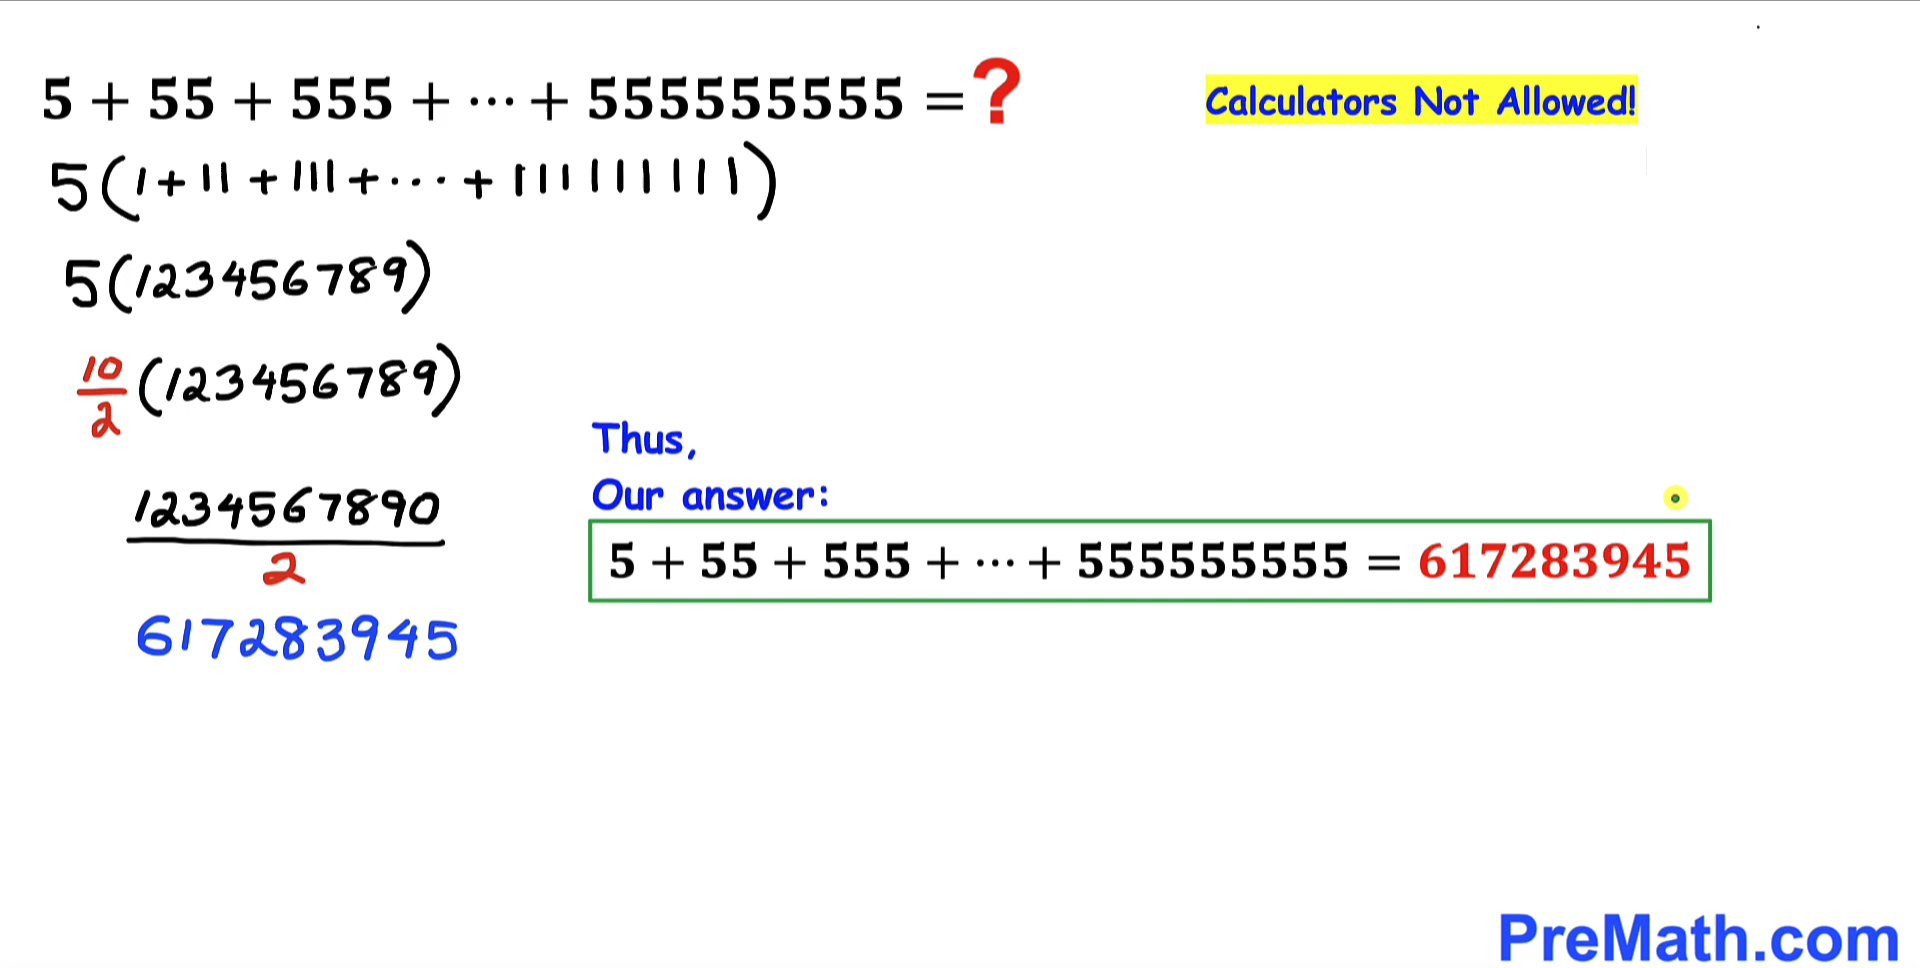 5 + 55 + 555 + ⋯ + 555555555 = ?
Calculators Not Allowed!
5(1+11+111+⋯+111111111)
5(123456789)
10/2 (123456789)
1234567890
2
617283945
Thus,
Our answer:
5 + 55 + 555 + ⋯ + 555555555 = 617283945
PreMath.com